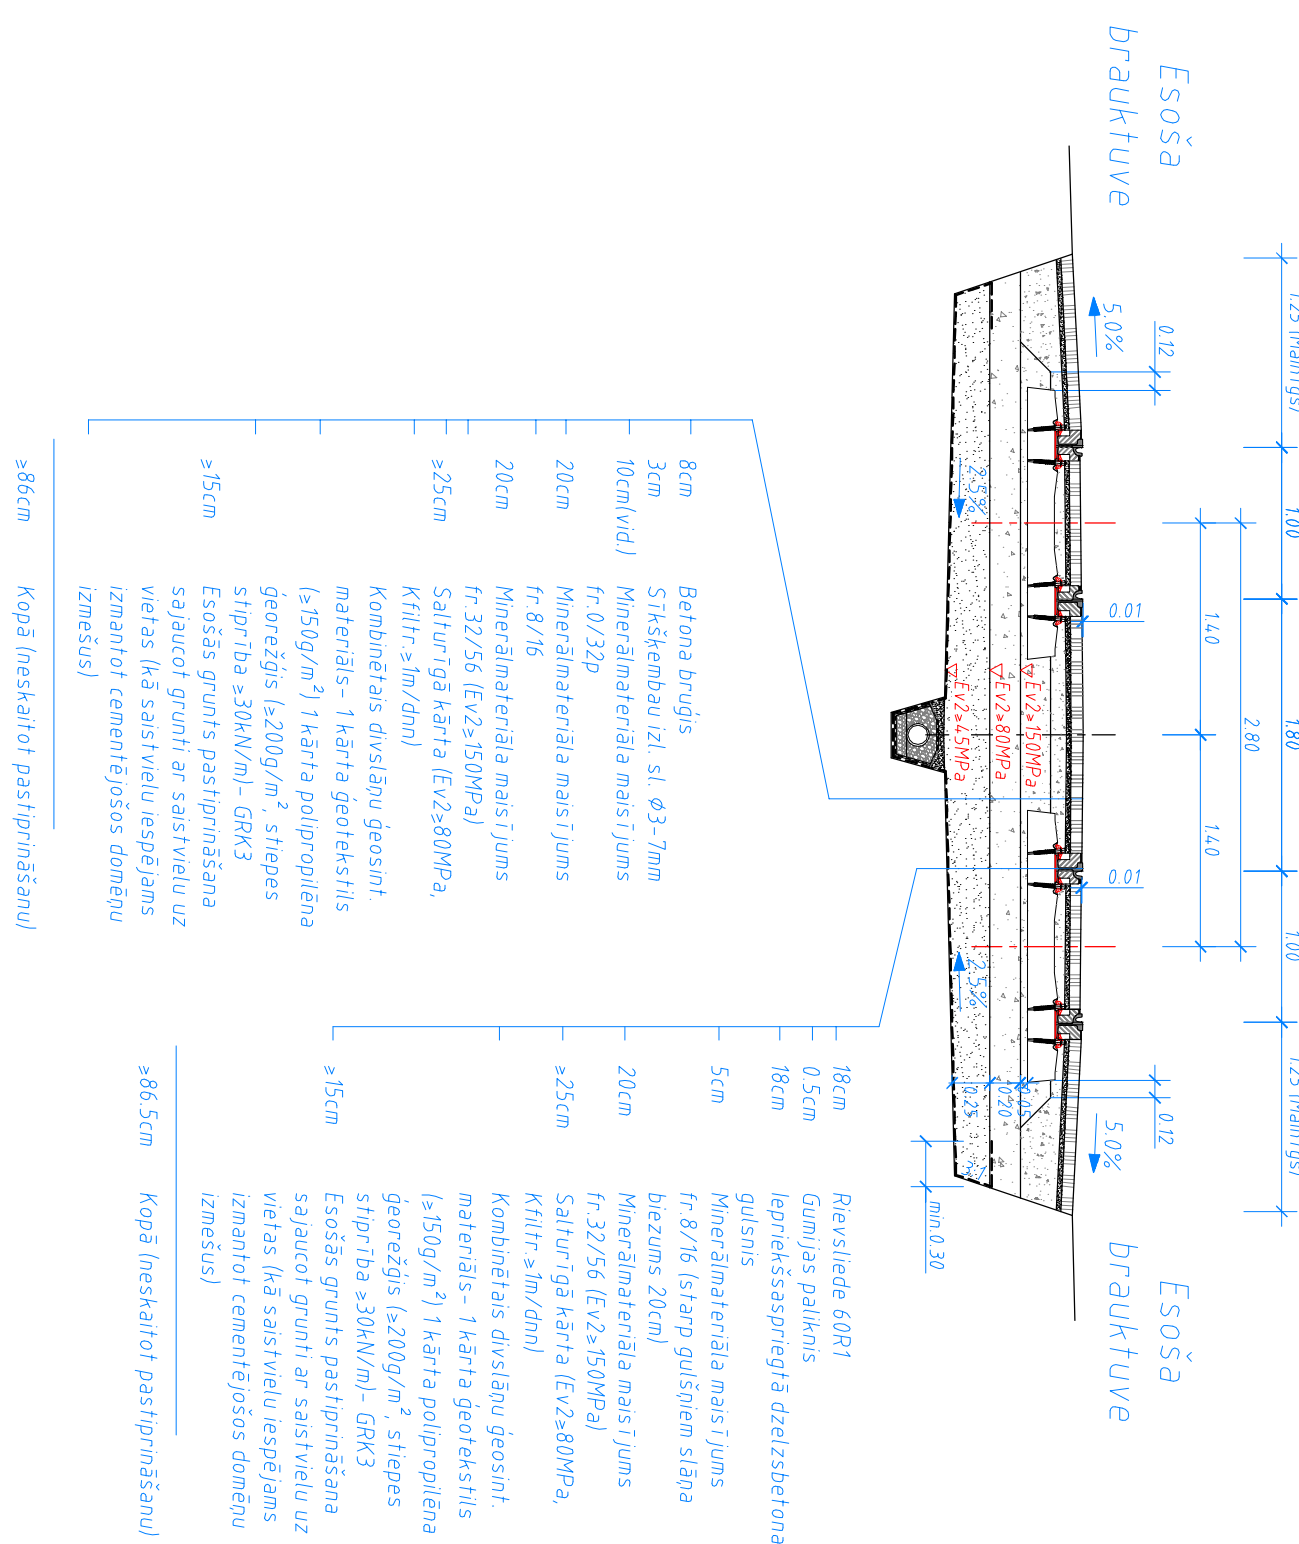 Esoša
brauktuve
Esoša
brauktuve
1.00
1.80
1.00
2.80
1.40
1.40
0.12
0.12
0.01
0.01
5.0%
5.0%
2.5%
2.5%
Ev2≥150MPa
Ev2≥80MPa
Ev2≥45MPa
0.05
0.20
0.25
3:1
min.0.30
8cm Betona bruģis
3cm Sīkšķembau izl. sl. Ø3-7mm
10cm(vid.) Minerālmateriāla maisījums
fr.0/32p
20cm Minerālmateriāla maisījums
fr.8/16
20cm Minerālmateriāla maisījums
fr.32/56 (Ev2≥150MPa)
≥25cm Salturīgā kārta (Ev2≥80MPa,
Kfiltr.≥1m/dnn)
Kombinētais divslāņu ģeosint.
materiāls- 1 kārta ģeotekstils
(≥150g/m²) 1 kārta polipropilēna
ģeorežģis (≥200g/m², stiepes
stiprība ≥30kN/m)- GRK3
≥15cm Esošās grunts pastiprināšana
sajaucot grunti ar saistvielu uz
vietas (kā saistvielu iespējams
izmantot cementējošos domēņu
izmešus)
≥86cm Kopā (neskaitot pastiprināšanu)
18cm Rievsliede 60R1
0.5cm Gumijas paliknis
18cm Iepriekšsaspriegtā dzelzsbetona
gulsnis
5cm Minerālmateriāla maisījums
fr.8/16 (starp gulšņiem slāņa
biezums 20cm)
20cm Minerālmateriāla maisījums
fr.32/56 (Ev2≥150MPa)
≥25cm Salturīgā kārta (Ev2≥80MPa,
Kfiltr.≥1m/dnn)
Kombinētais divslāņu ģeosint.
materiāls- 1 kārta ģeotekstils
(≥150g/m²) 1 kārta polipropilēna
ģeorežģis (≥200g/m², stiepes
stiprība ≥30kN/m)- GRK3
≥15cm Esošās grunts pastiprināšana
sajaucot grunti ar saistvielu uz
vietas (kā saistvielu iespējams
izmantot cementējošos domēņu
izmešus)
≥86.5cm Kopā (neskaitot pastiprināšanu)